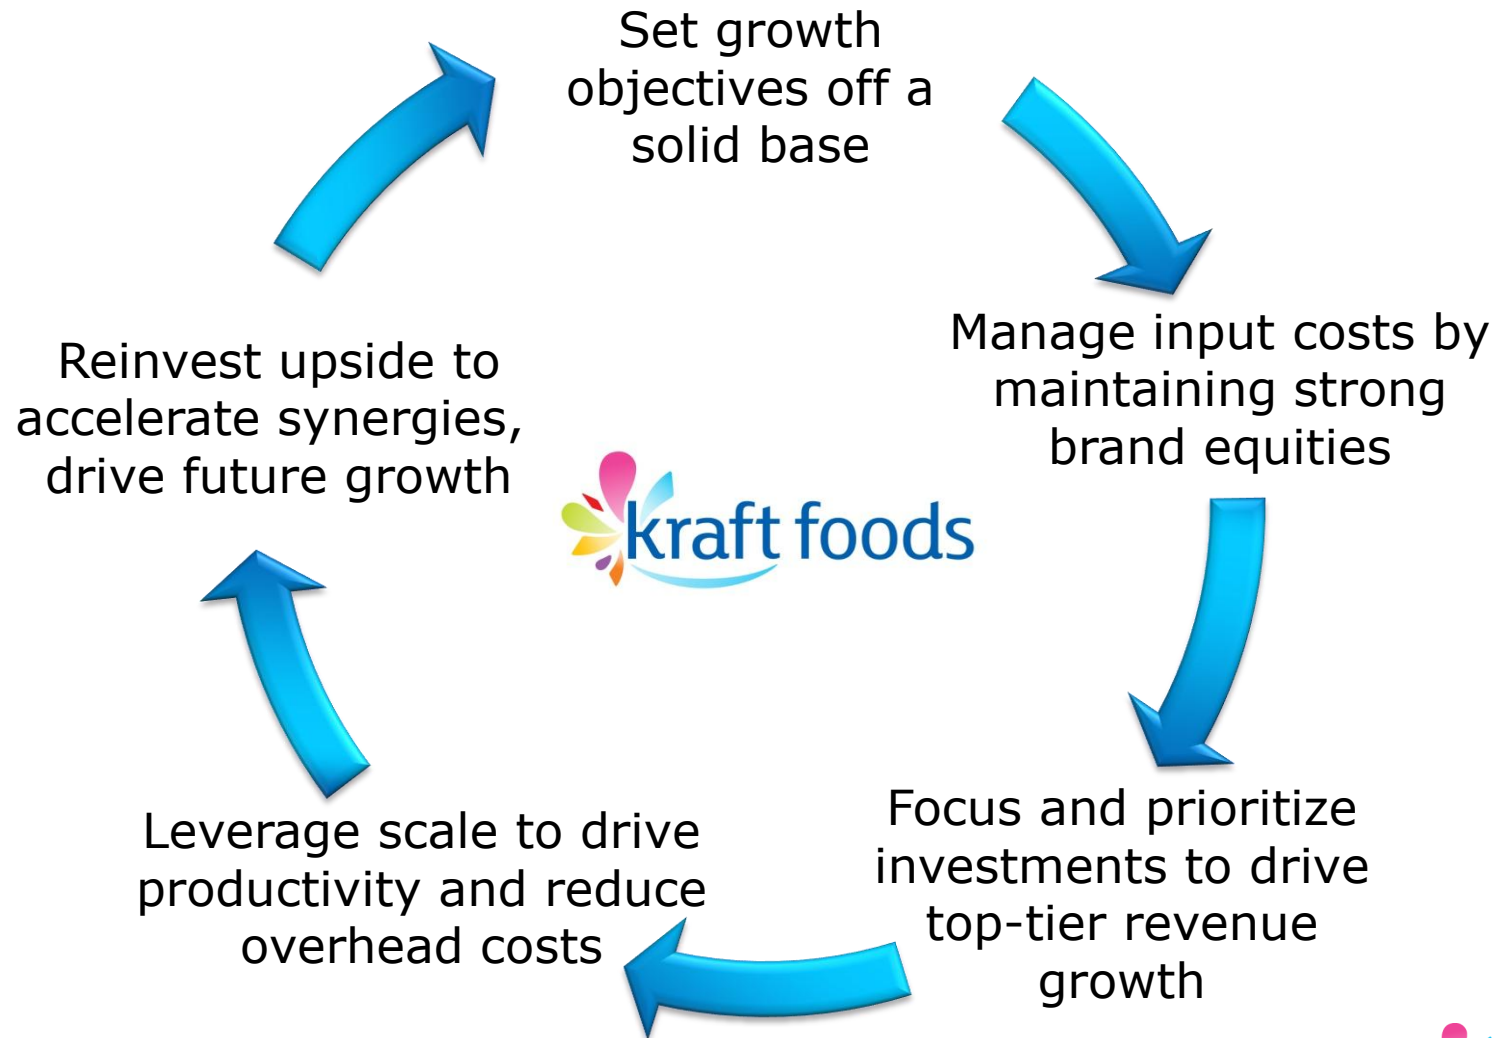 Set growth
objectives off a
solid base
Manage input costs by
maintaining strong
brand equities
Focus and prioritize
investments to drive
top-tier revenue
growth
Leverage scale to drive
productivity and reduce
overhead costs
Reinvest upside to
accelerate synergies,
drive future growth
kraft foods